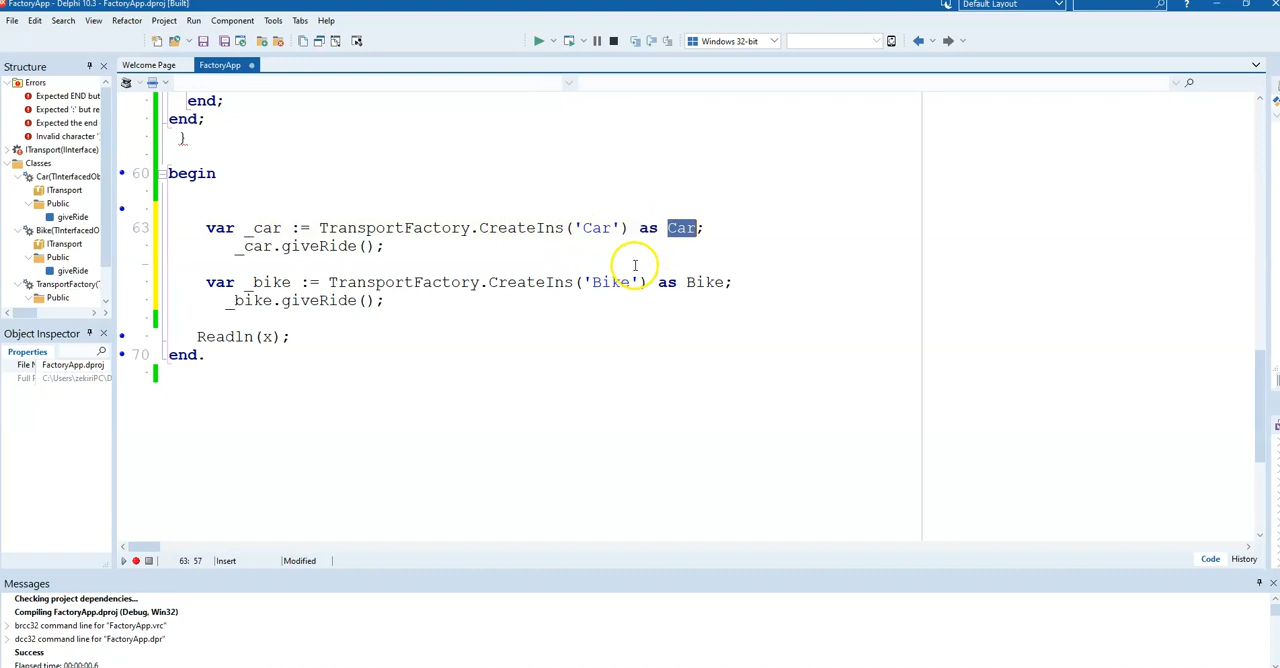 FactoryApp - Delphi 10.3 - FactoryApp.dproj [Built]
Default Layout
File Edit Search View Refactor Project Run Component Tools Tabs Help
Windows 32-bit
Structure
Welcome Page FactoryApp
Errors
Expected END but
Expected ':' but re
Expected the end
Invalid character '
ITransport(IInterface)
Classes
Car(TInterfacedOb
ITransport
Public
giveRide
Bike(TInterfacedO
ITransport
Public
giveRide
TransportFactory(
Public
Object Inspector
Properties
File N FactoryApp.dproj
Full P C:\Users\zekiriPC\D
end;
end;
}
60 begin
63 var _car := TransportFactory.CreateIns('Car') as Car;
_car.giveRide();
var _bike := TransportFactory.CreateIns('Bike') as Bike;
_bike.giveRide();
Readln(x);
70 end.
63: 57 Insert Modified
Code History
Messages
Checking project dependencies...
Compiling FactoryApp.dproj (Debug, Win32)
brcc32 command line for "FactoryApp.vrc"
dcc32 command line for "FactoryApp.dpr"
Success
Elapsed time: 00:00:00.6